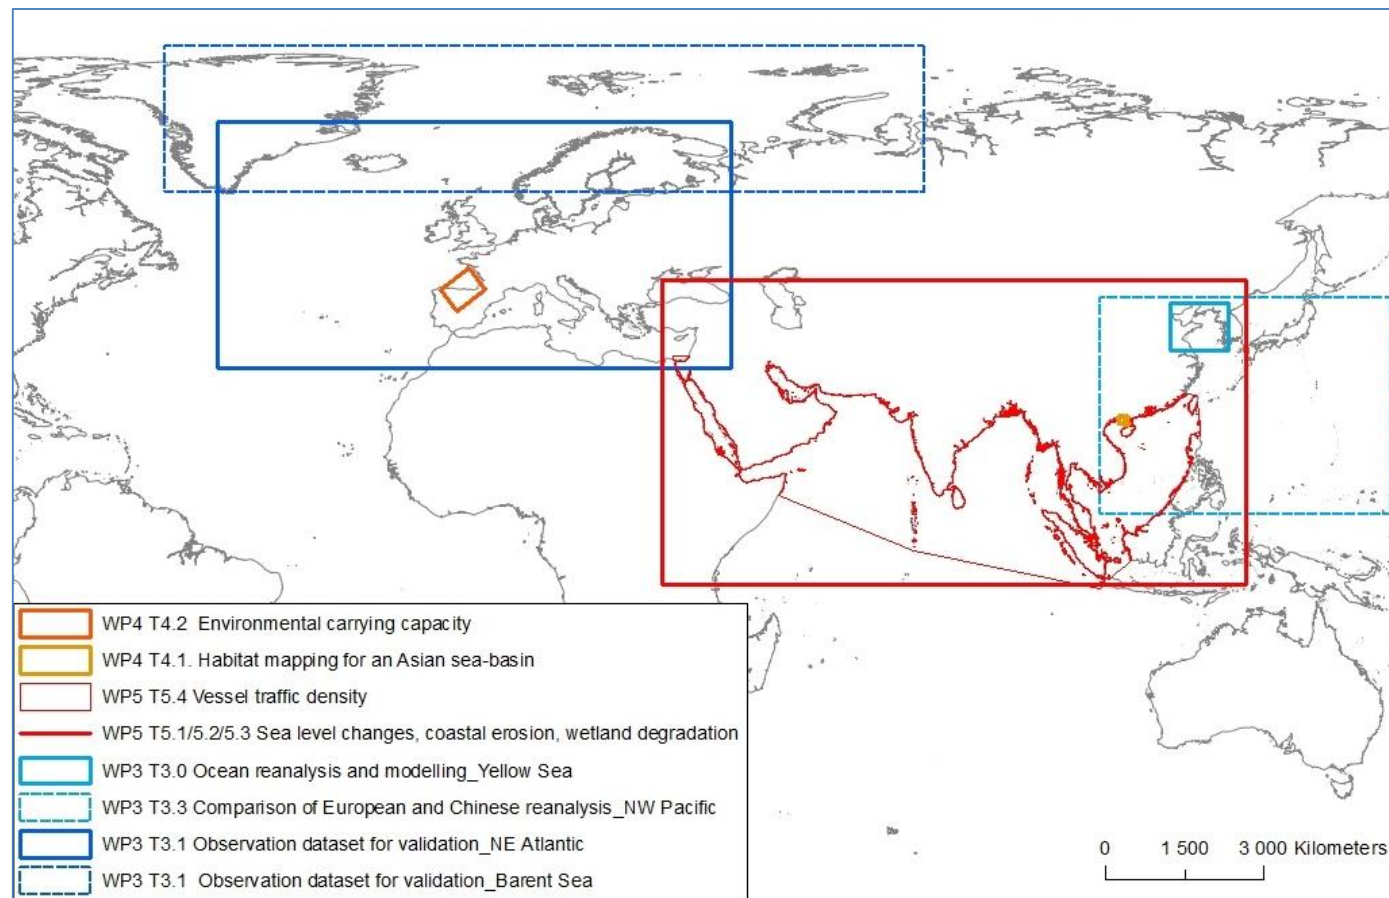 WP4 T4.2 Environmental carrying capacity
WP4 T4.1. Habitat mapping for an Asian sea-basin
WP5 T5.4 Vessel traffic density
WP5 T5.1/5.2/5.3 Sea level changes, coastal erosion, wetland degradation
WP3 T3.0 Ocean reanalysis and modelling_Yellow Sea
WP3 T3.3 Comparison of European and Chinese reanalysis_NW Pacific
WP3 T3.1 Observation dataset for validation_NE Atlantic
WP3 T3.1 Observation dataset for validation_Barent Sea
0 1 500 3 000 Kilometers